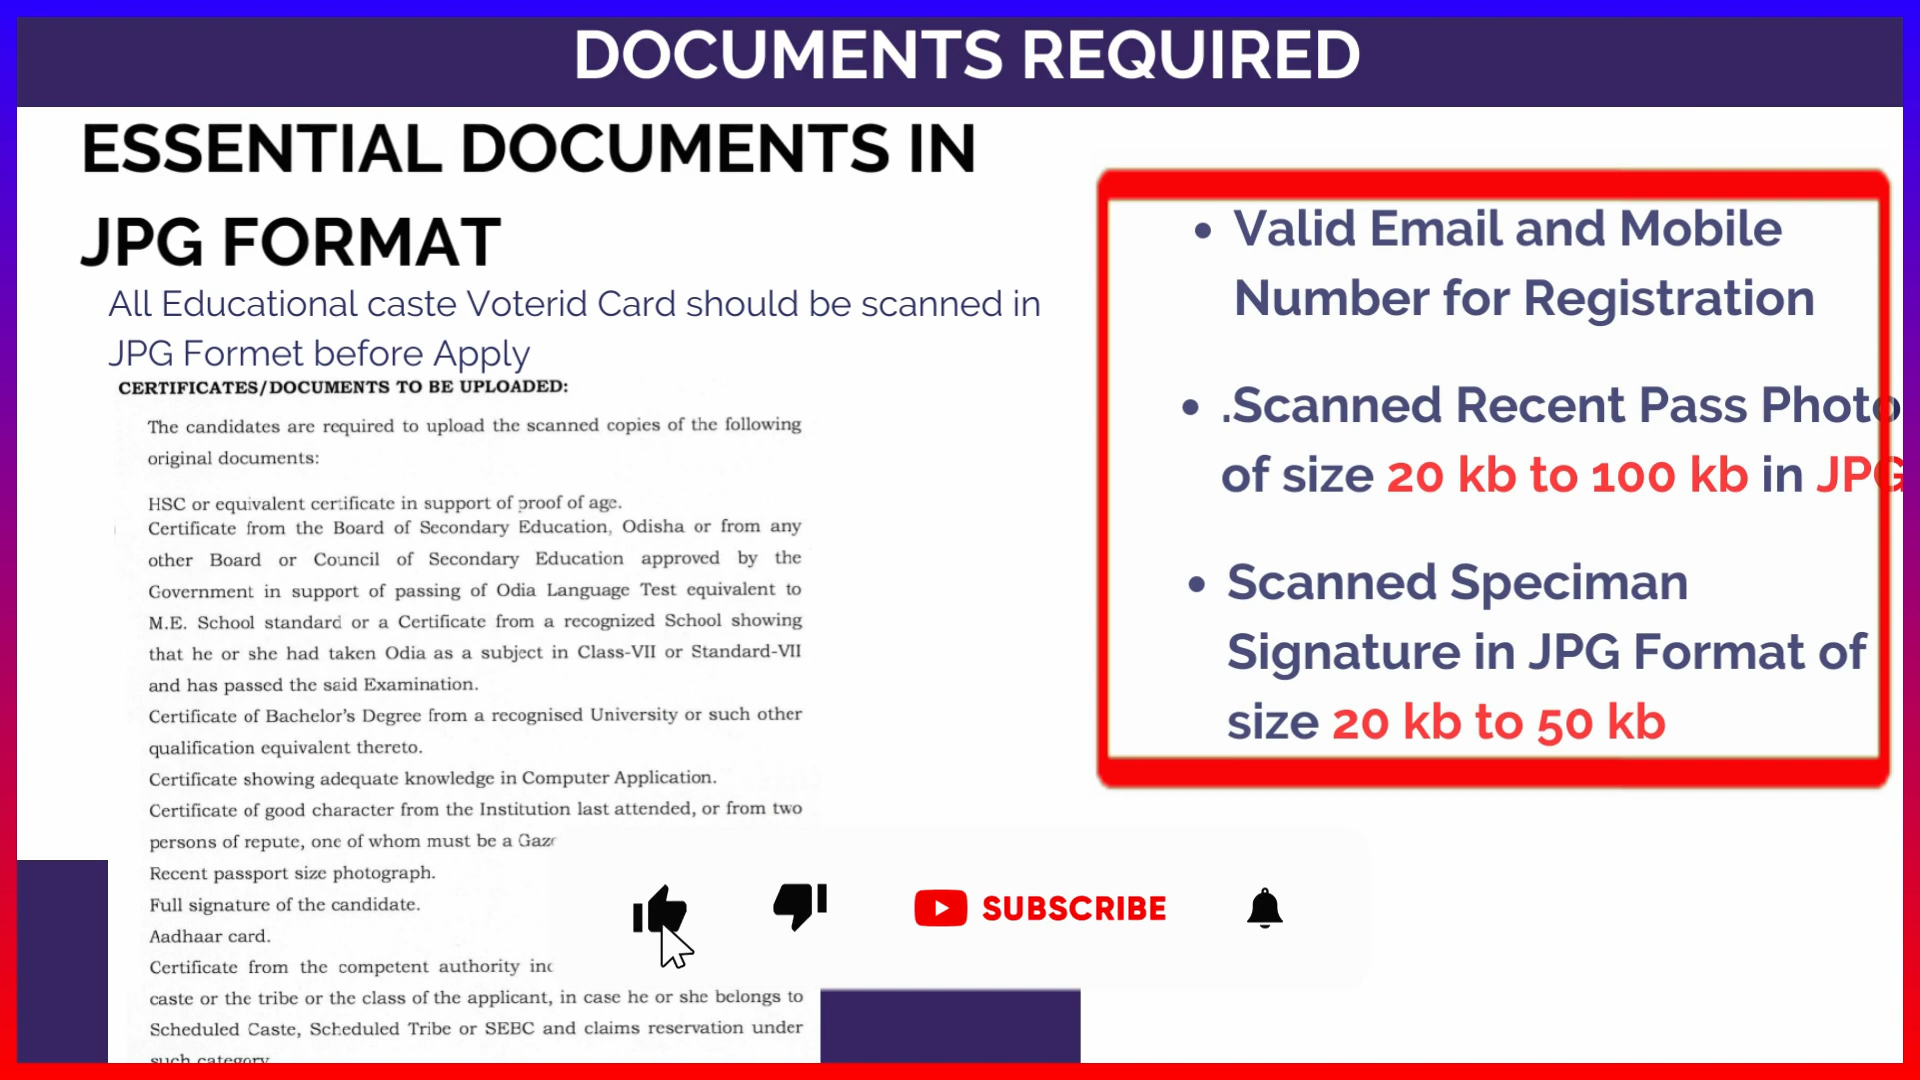 DOCUMENTS REQUIRED
ESSENTIAL DOCUMENTS IN
JPG FORMAT
All Educational caste Voterid Card should be scanned in
JPG Formet before Apply
CERTIFICATES/DOCUMENTS TO BE UPLOADED:
The candidates are required to upload the scanned copies of the following
original documents:
HSC or equivalent certificate in support of proof of age.
Certificate from the Board of Secondary Education, Odisha or from any
other Board or Council of Secondary Education approved by the
Government in support of passing of Odia Language Test equivalent to
M.E. School standard or a Certificate from a recognized School showing
that he or she had taken Odia as a subject in Class-VII or Standard-VII
and has passed the said Examination.
Certificate of Bachelor's Degree from a recognised University or such other
qualification equivalent thereto.
Certificate showing adequate knowledge in Computer Application.
Certificate of good character from the Institution last attended, or from two
persons of repute, one of whom must be a
Recent passport size photograph.
Full signature of the candidate.
Aadhaar card.
Certificate from the competent authority
caste or the tribe or the class of the applicant, in case he or she belongs to
Scheduled Caste, Scheduled Tribe or SEBC and claims reservation under
such category
• Valid Email and Mobile
Number for Registration
• .Scanned Recent Pass Photo
of size 20 kb to 100 kb in JPG
• Scanned Speciman
Signature in JPG Format of
size 20 kb to 50 kb
SUBSCRIBE